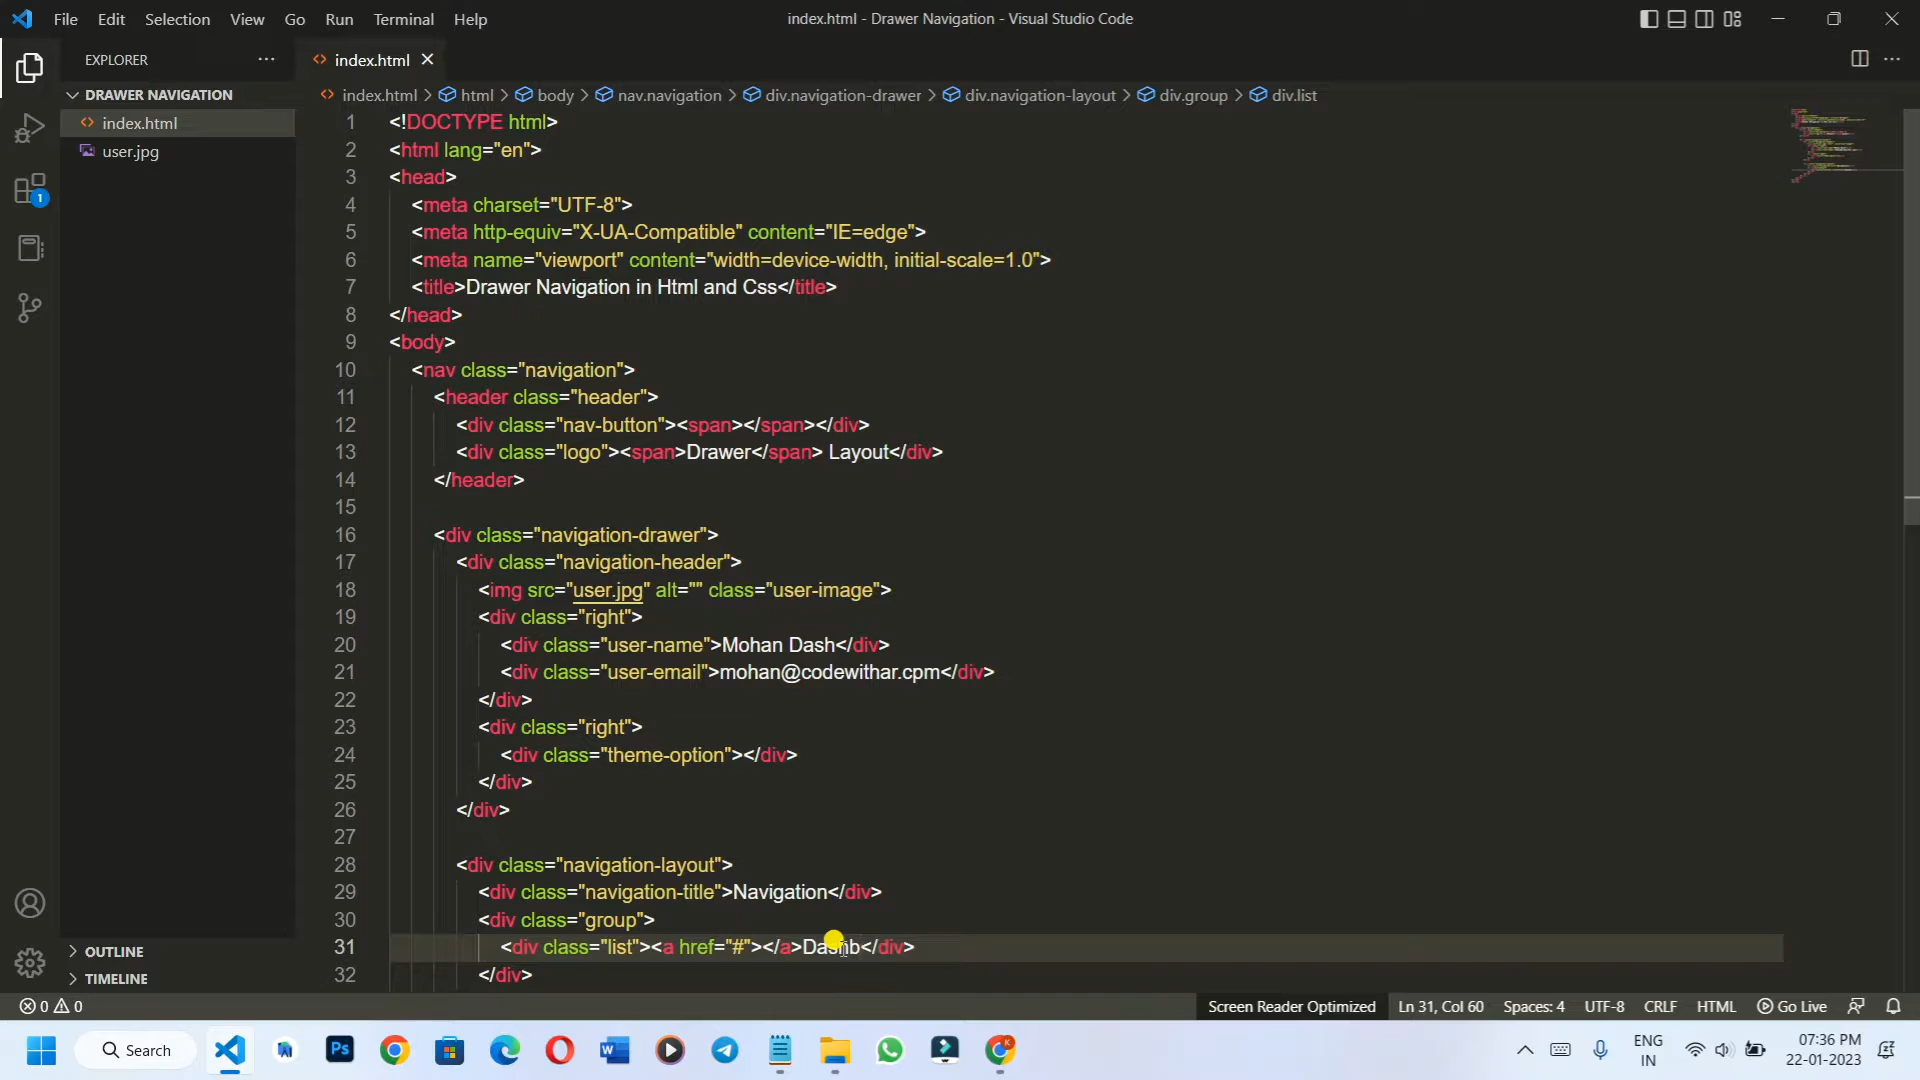 File Edit Selection View Go Run Terminal Help
index.html - Drawer Navigation - Visual Studio Code
EXPLORER
index.html
DRAWER NAVIGATION
index.html > html > body > nav.navigation > div.navigation-drawer > div.navigation-layout > div.group > div.list
index.html
user.jpg
1
1 <!DOCTYPE html>
2 <html lang="en">
3 <head>
4 <meta charset="UTF-8">
5 <meta http-equiv="X-UA-Compatible" content="IE=edge">
6 <meta name="viewport" content="width=device-width, initial-scale=1.0">
7 <title>Drawer Navigation in Html and Css</title>
8 </head>
9 <body>
10 <nav class="navigation">
11 <header class="header">
12 <div class="nav-button"><span></span></div>
13 <div class="logo"><span>Drawer</span> Layout</div>
14 </header>
15
16 <div class="navigation-drawer">
17 <div class="navigation-header">
18 <img src="user.jpg" alt="" class="user-image">
19 <div class="right">
20 <div class="user-name">Mohan Dash</div>
21 <div class="user-email">mohan@codewithar.cpm</div>
22 </div>
23 <div class="right">
24 <div class="theme-option"></div>
25 </div>
26 </div>
27
28 <div class="navigation-layout">
29 <div class="navigation-title">Navigation</div>
30 <div class="group">
31 <div class="list"><a href="#"></a>Dashb</div>
32 </div>
OUTLINE
TIMELINE
0 0
Screen Reader Optimized Ln 31, Col 60 Spaces: 4 UTF-8 CRLF HTML Go Live
Search
Ps
ENG
IN
07:36 PM
22-01-2023